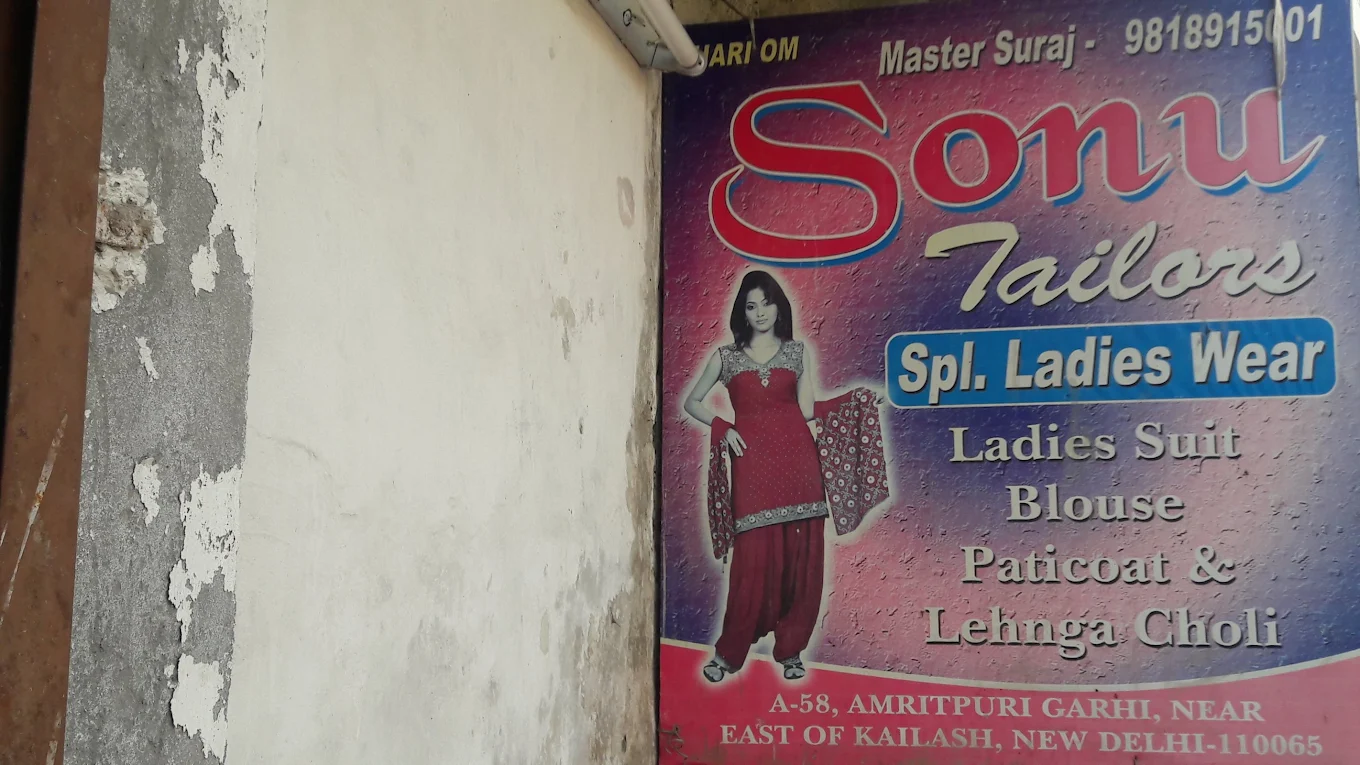 HARI OM
Master Suraj - 9818915001
Sonu
Tailors
Spl. Ladies Wear
Ladies Suit
Blouse
Paticoat &
Lehnga Choli
A-58, AMRITPURI GARHI, NEAR
EAST OF KAILASH, NEW DELHI-110065